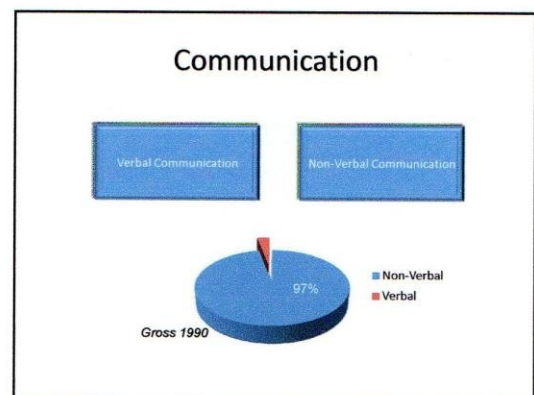 Communication
Verbal Communication
Non-Verbal Communication
97%
Non-Verbal
Verbal
Gross 1990